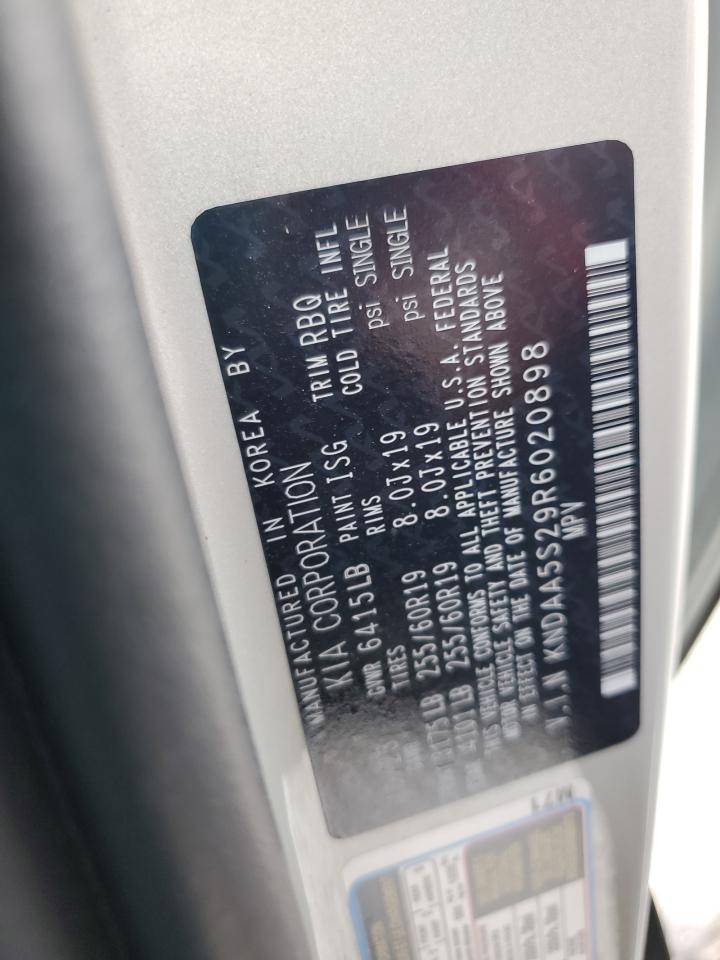 MANUFACTURED IN KOREA BY
KIA CORPORATION
GVWR 6415LB PAINT ISG TRIM RBQ
TIRES RIMS COLD TIRE INFL
255/60R19 8.0Jx19 psi SINGLE
4101LB 255/60R19 8.0Jx19 psi SINGLE
THIS VEHICLE CONFORMS TO ALL APPLICABLE U.S.A. FEDERAL
MOTOR VEHICLE SAFETY AND THEFT PREVENTION STANDARDS
IN EFFECT ON THE DATE OF MANUFACTURE SHOWN ABOVE
V.I.N KNDAA5S29R6020898
MPV